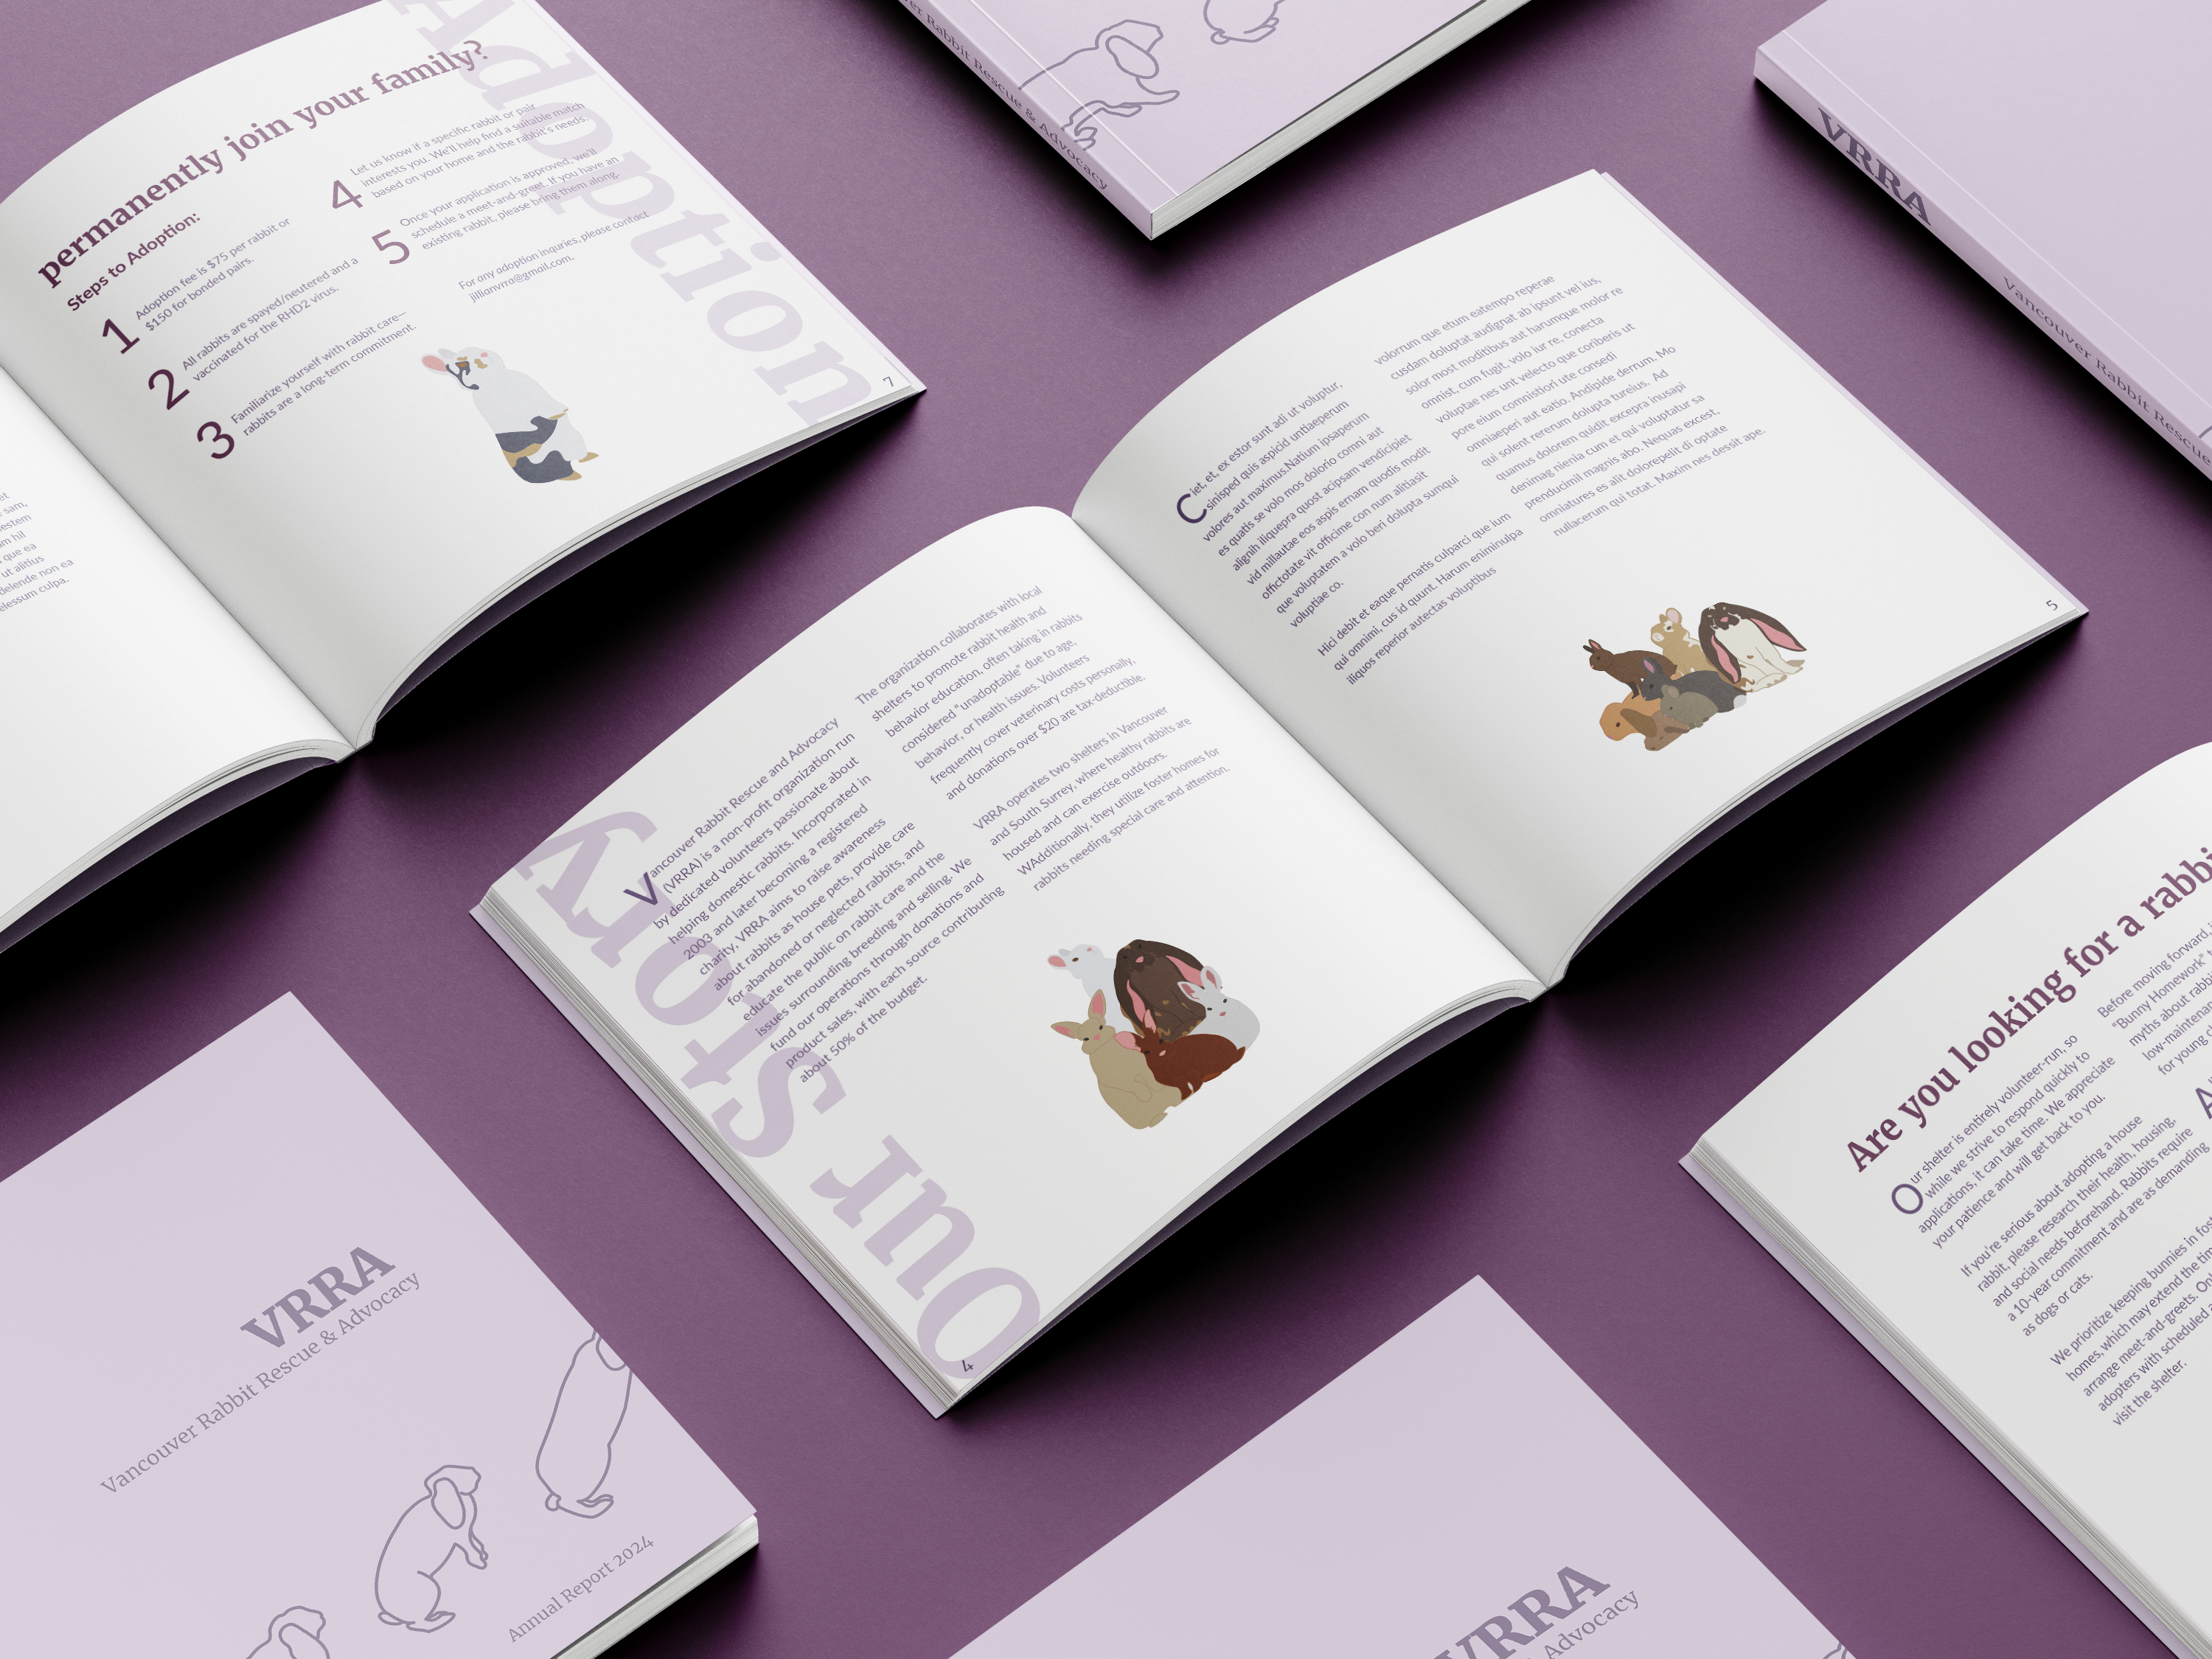 Adoption
permanently join your family?
Steps to Adoption:
1
Adoption fee is $75 per rabbit or
$150 for bonded pairs.
2
All rabbits are spayed/neutered and a
vaccinated for the RHD2 virus.
3
Familiarize yourself with rabbit care—
rabbits are a long-term commitment.
4
Let us know if a specific rabbit or pair
interests you. We'll help find a suitable match
based on your home and the rabbit's needs.
5
Once your application is approved, we'll
schedule a meet-and-greet. If you have an
existing rabbit, please bring them along.
For any adoption inquries, please contact
jillianvrra@gmail.com.
7
et
sam,
estem
m hil
que ea
ut alitius
delende non ea
elessum culpa.
er Rabbit Rescue & Advocacy
VRRA
Vancouver Rabbit Rescue
Our Story
Vancouver Rabbit Rescue and Advocacy
(VRRA) is a non-profit organization run
by dedicated volunteers passionate about
helping domestic rabbits. Incorporated in
2003 and later becoming a registered
charity, VRRA aims to raise awareness
about rabbits as house pets, provide care
for abandoned or neglected rabbits, and
educate the public on rabbit care and the
issues surrounding breeding and selling. We
fund our operations through donations and
product sales, with each source contributing
about 50% of the budget.
The organization collaborates with local
shelters to promote rabbit health and
behavior education, often taking in rabbits
considered "unadoptable" due to age,
behavior, or health issues. Volunteers
frequently cover veterinary costs personally,
and donations over $20 are tax-deductible.
VRRA operates two shelters in Vancouver
and South Surrey, where healthy rabbits are
housed and can exercise outdoors.
WAdditionally, they utilize foster homes for
rabbits needing special care and attention.
4
Ciet, et, ex estor sunt adi ut voluptur,
sinisped quis aspicid untiaeperum
volores aut maximus.Natium ipsaperum
es quatis se volo mos dolorio comni aut
alignih iliquepra quost acipsam vendicipiet
vid millautae eos aspis ernam quodis modit
offictotate vit officime con num alitiasit
que voluptatem a volo beri dolupta sumqui
voluptiae co.
Hici debit et eaque pernatis culparci que ium
qui omnimi, cus id quunt. Harum eniminulpa
iliquos reperior autectas voluptibus
volorrum que etum eatempo reperae
cusdam doluptat audignat ab ipsunt vel ius,
solor most moditibus aut harumque molor re
omnist, cum fugit, volo iur re, conecta
voluptae nes unt velecto que coriberis ut
pore eium comnistiori ute consedi
omniaeperi aut eatio. Andipide derrum, Mo
qui solent rererum dolupta tureius. Ad
quamus dolorem quidit excepra inusapi
denimag nienia cum et qui voluptatur sa
prenducimil magnis abo. Nequas excest,
omniatures es alit dolorepelit di optate
nullacerum qui totat. Maxim nes dessit ape.
5
Are you looking for a rabbi
Our shelter is entirely volunteer-run, so
while we strive to respond quickly to
applications, it can take time. We appreciate
your patience and will get back to you.
If you're serious about adopting a house
rabbit, please research their health, housing,
and social needs beforehand. Rabbits require
a 10-year commitment and are as demanding
as dogs or cats.
We prioritize keeping bunnies in fost
homes, which may extend the tim
arrange meet-and-greets. On
adopters with scheduled a
visit the shelter.
Before moving forward,
"Bunny Homework" t
myths about rabbi
low-maintenan
for young c
A
VRRA
Vancouver Rabbit Rescue & Advocacy
Annual Report 2024
VRRA
Advocacy